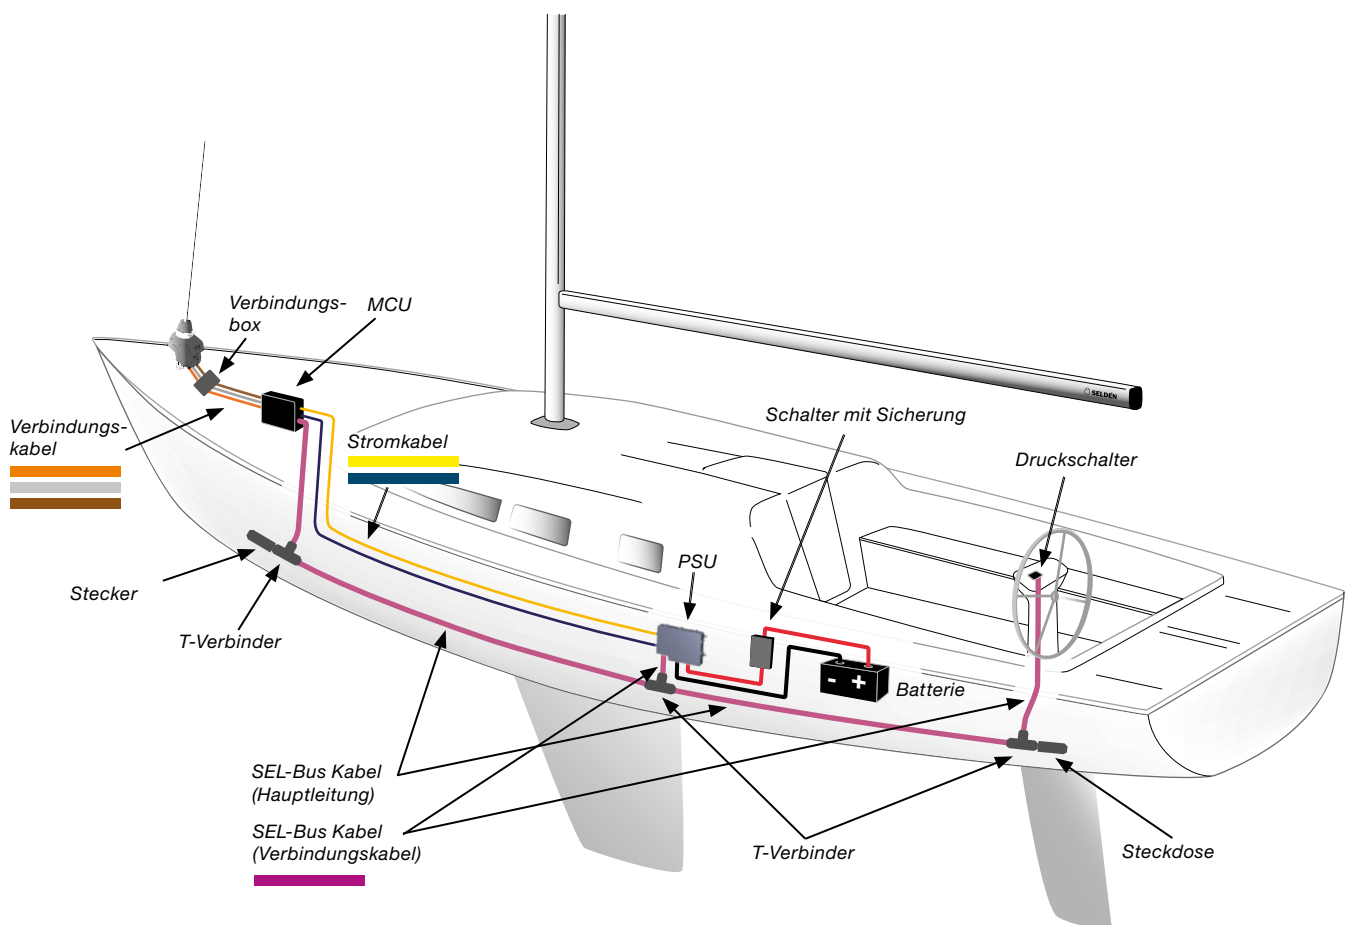 Verbindungs-
box
MCU
SELDÉN
Verbindungs-
kabel
Stromkabel
Schalter mit Sicherung
Druckschalter
Stecker
T-Verbinder
PSU
- +
Batterie
SEL-Bus Kabel
(Hauptleitung)
SEL-Bus Kabel
(Verbindungskabel)
T-Verbinder
Steckdose